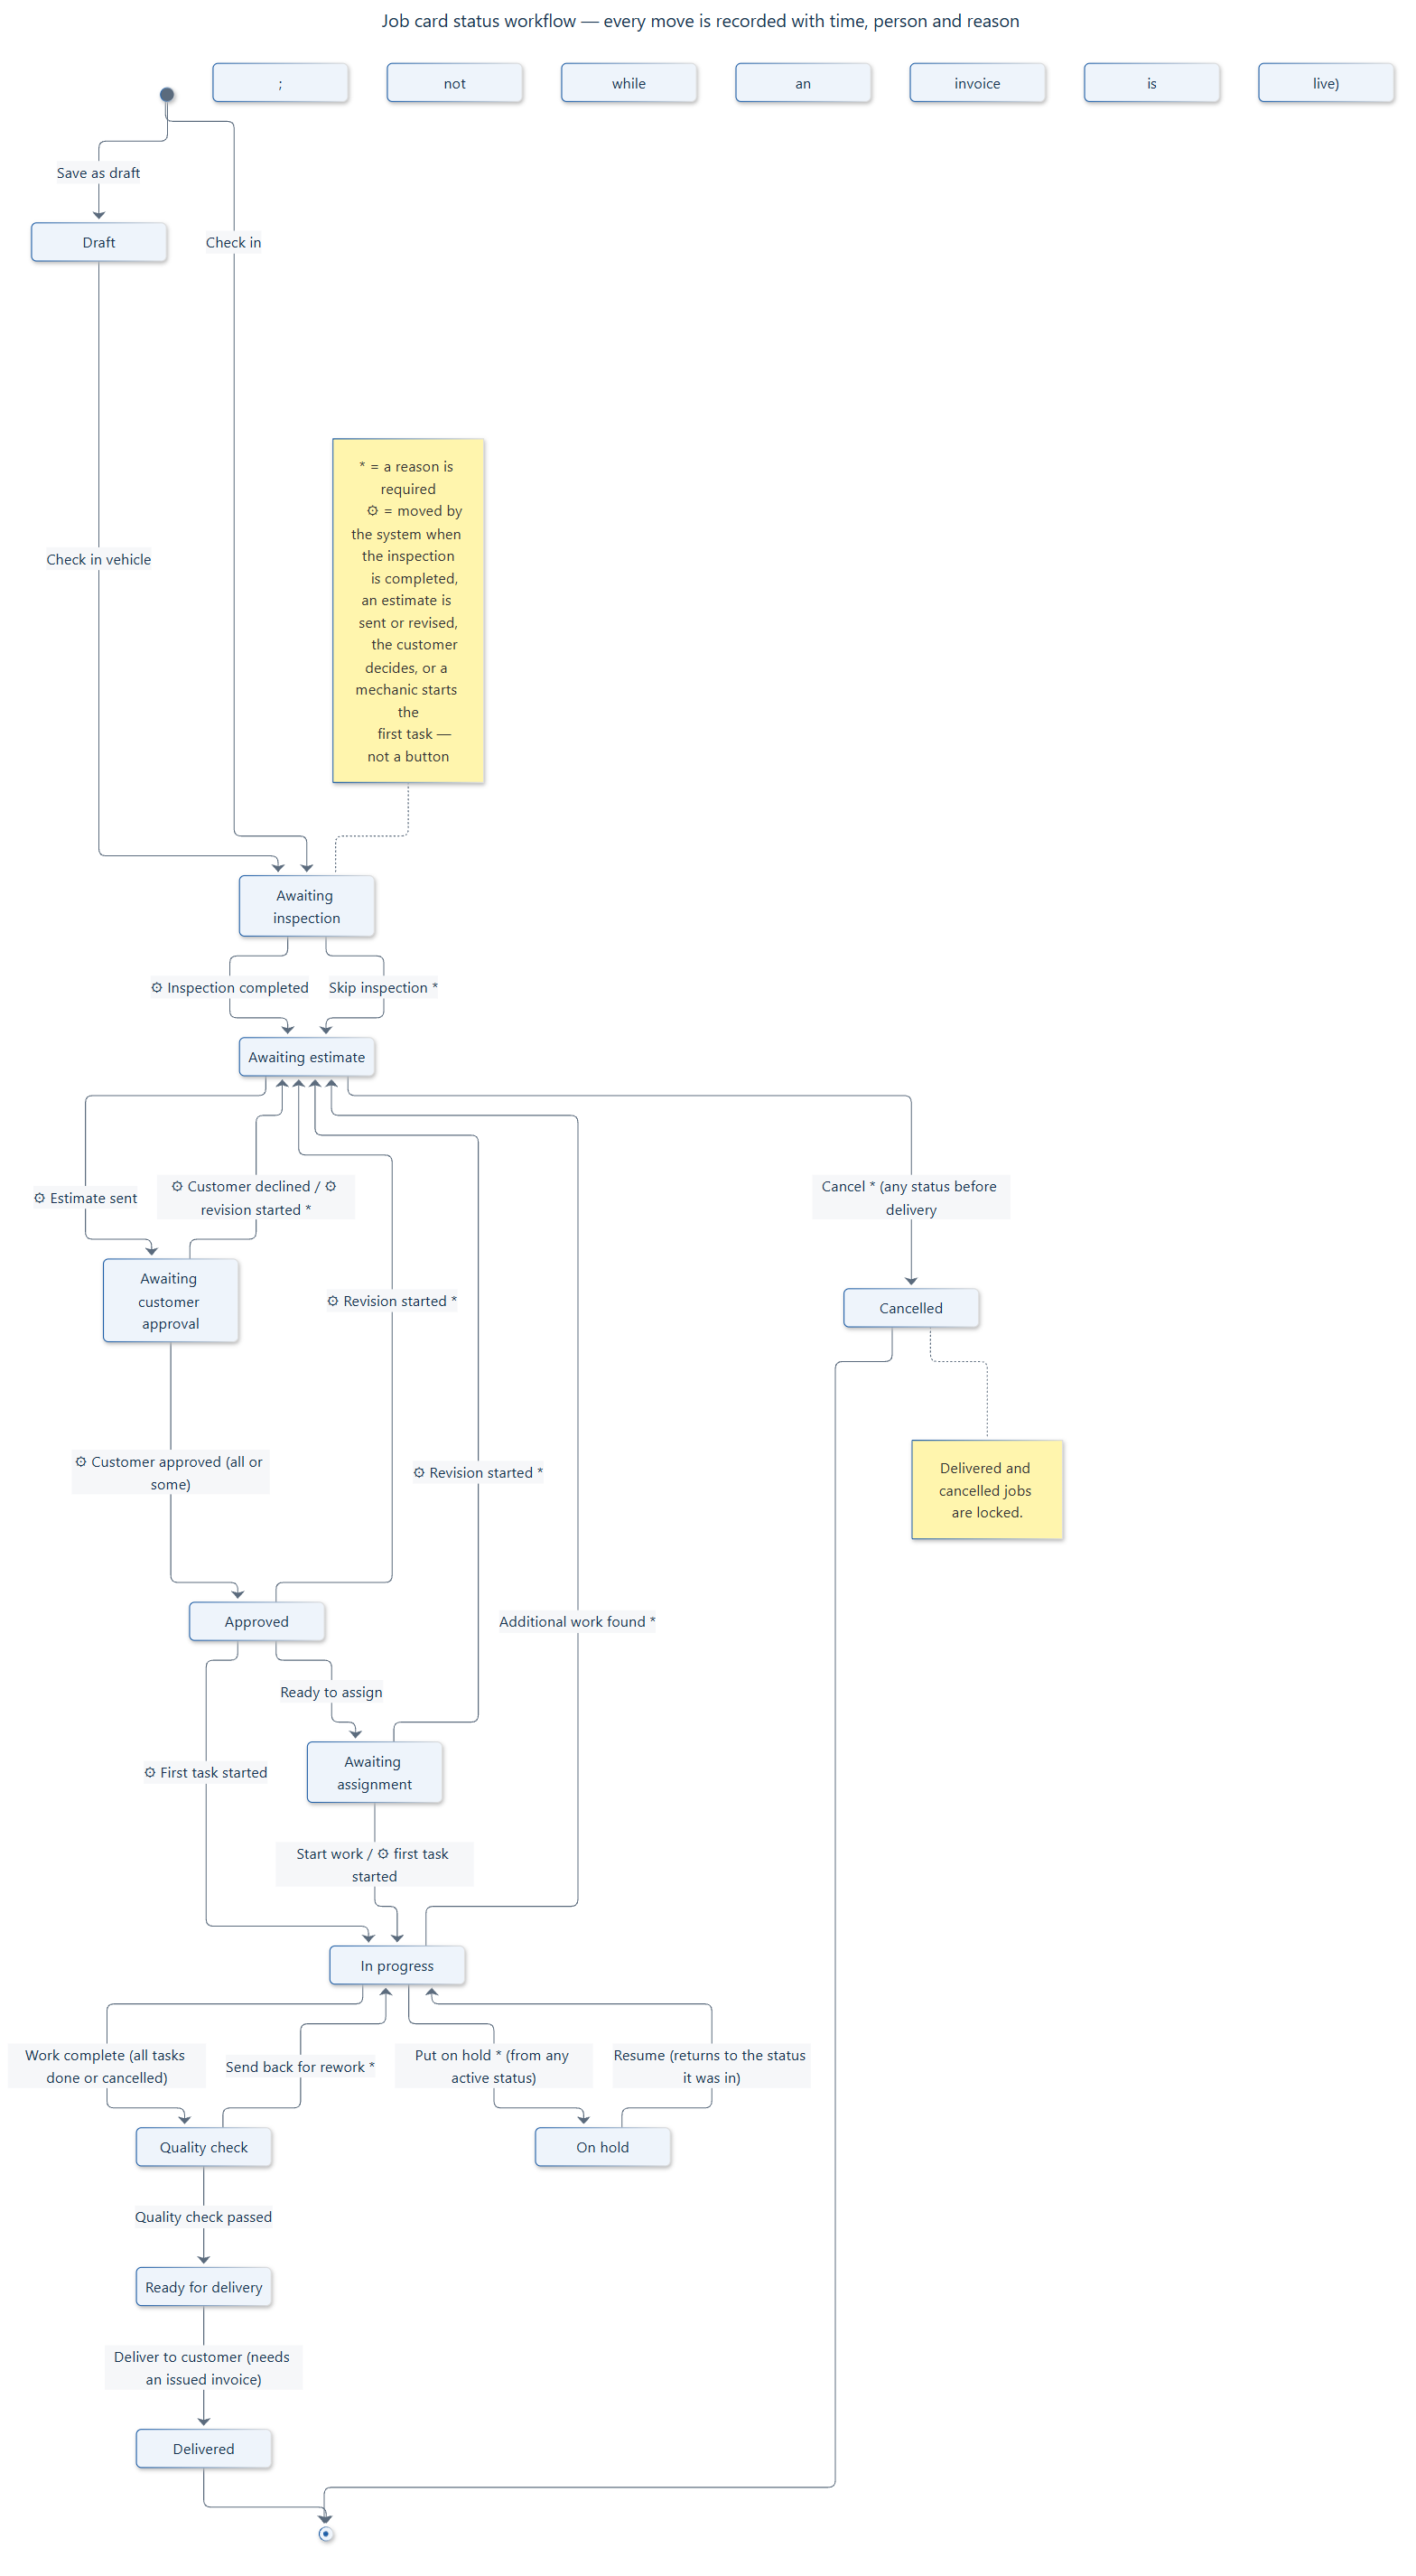 Job card status workflow — every move is recorded with time, person and reason
;
not
while
an
invoice
is
live)
Save as draft
Draft
Check in
* = a reason is
required
⚙ = moved by
the system when
the inspection
is completed,
an estimate is
sent or revised,
the customer
decides, or a
mechanic starts
the
first task —
not a button
Check in vehicle
Awaiting
inspection
⚙ Inspection completed
Skip inspection *
Awaiting estimate
⚙ Estimate sent
⚙ Customer declined / ⚙
revision started *
Cancel * (any status before
delivery
Awaiting
customer
approval
⚙ Revision started *
Cancelled
⚙ Customer approved (all or
some)
⚙ Revision started *
Delivered and
cancelled jobs
are locked.
Approved
Additional work found *
Ready to assign
⚙ First task started
Awaiting
assignment
Start work / ⚙ first task
started
In progress
Work complete (all tasks
done or cancelled)
Send back for rework *
Put on hold * (from any
active status)
Resume (returns to the status
it was in)
Quality check
On hold
Quality check passed
Ready for delivery
Deliver to customer (needs
an issued invoice)
Delivered